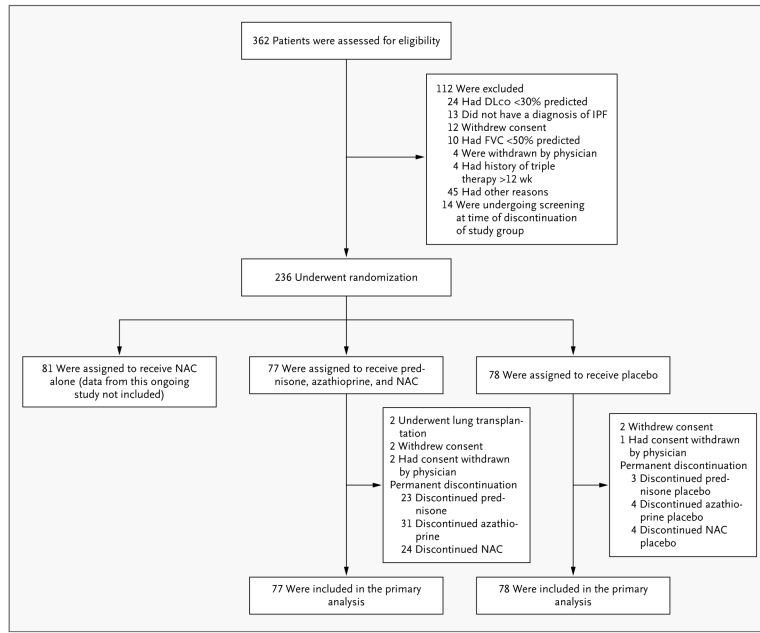 362 Patients were assessed for eligibility
112 Were excluded
24 Had DLCO <30% predicted
13 Did not have a diagnosis of IPF
12 Withdrew consent
10 Had FVC <50% predicted
4 Were withdrawn by physician
4 Had history of triple
therapy >12 wk
45 Had other reasons
14 Were undergoing screening
at time of discontinuation
of study group
236 Underwent randomization
81 Were assigned to receive NAC
alone (data from this ongoing
study not included)
77 Were assigned to receive pred-
nisone, azathioprine, and NAC
78 Were assigned to receive placebo
2 Underwent lung transplan-
tation
2 Withdrew consent
2 Had consent withdrawn
by physician
Permanent discontinuation
23 Discontinued pred-
nisone
31 Discontinued azathio-
prine
24 Discontinued NAC
2 Withdrew consent
1 Had consent withdrawn
by physician
Permanent discontinuation
3 Discontinued pred-
nisone placebo
4 Discontinued azathio-
prine placebo
4 Discontinued NAC
placebo
77 Were included in the primary
analysis
78 Were included in the primary
analysis